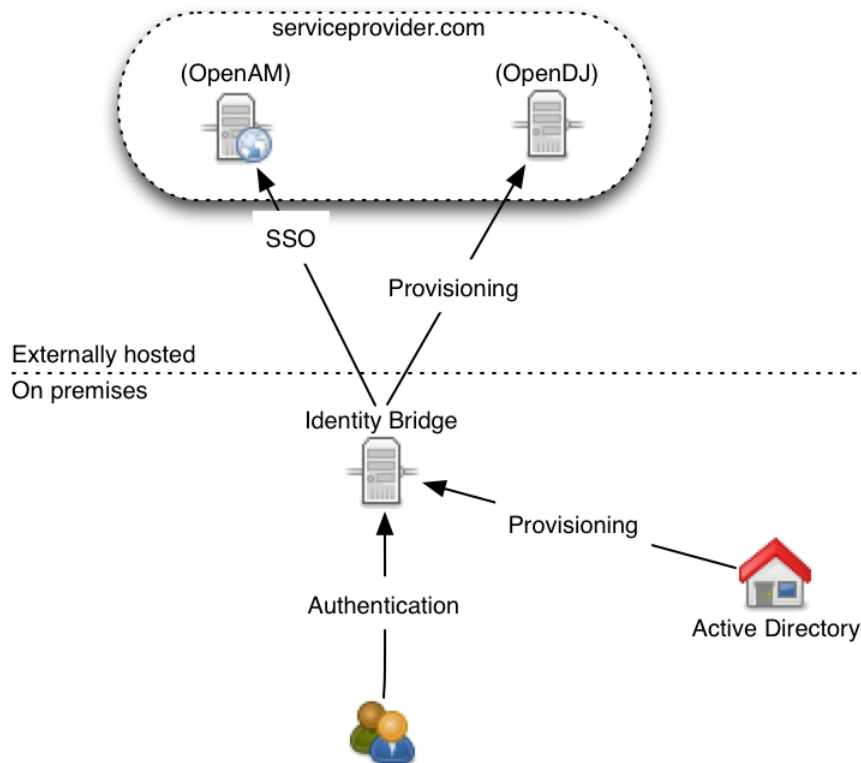 serviceprovider.com
(OpenAM)
(OpenDJ)
SSO
Provisioning
Externally hosted
On premises
Identity Bridge
Provisioning
Authentication
Active Directory